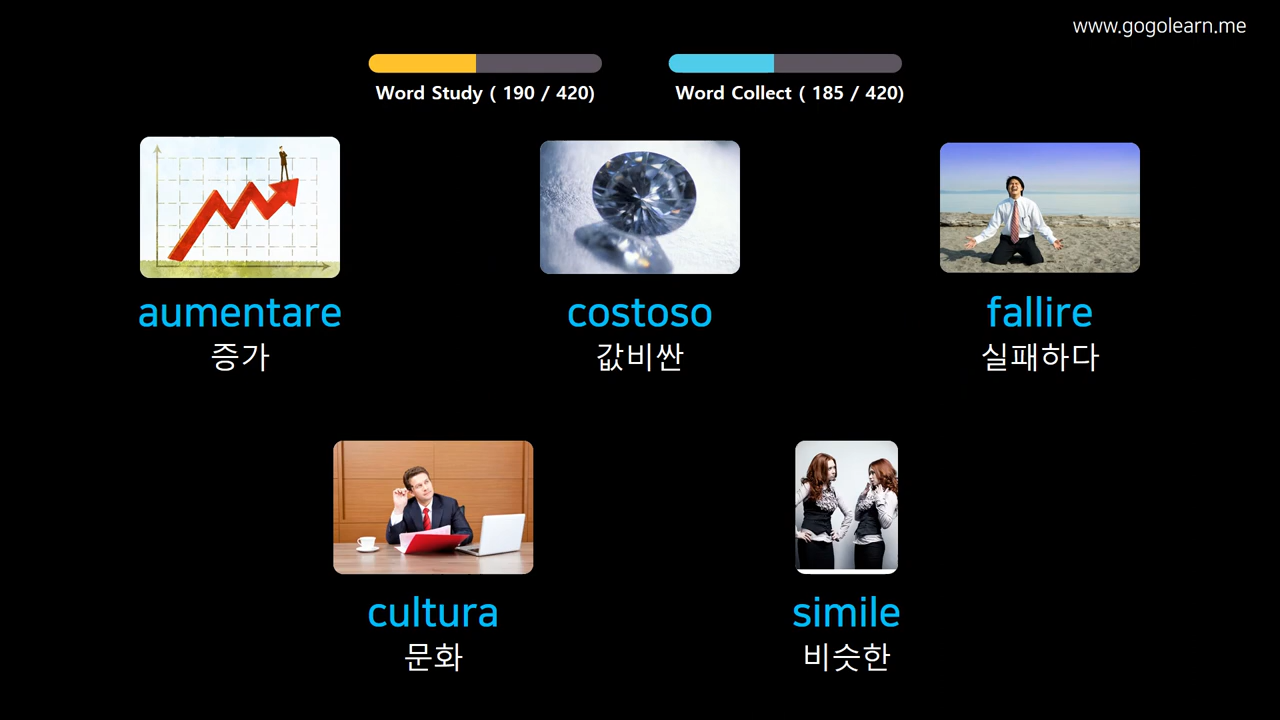 www.gogolearn.me
Word Study ( 190 / 420)
Word Collect ( 185 / 420)
aumentare
증가
costoso
값비싼
fallire
실패하다
cultura
문화
simile
비슷한